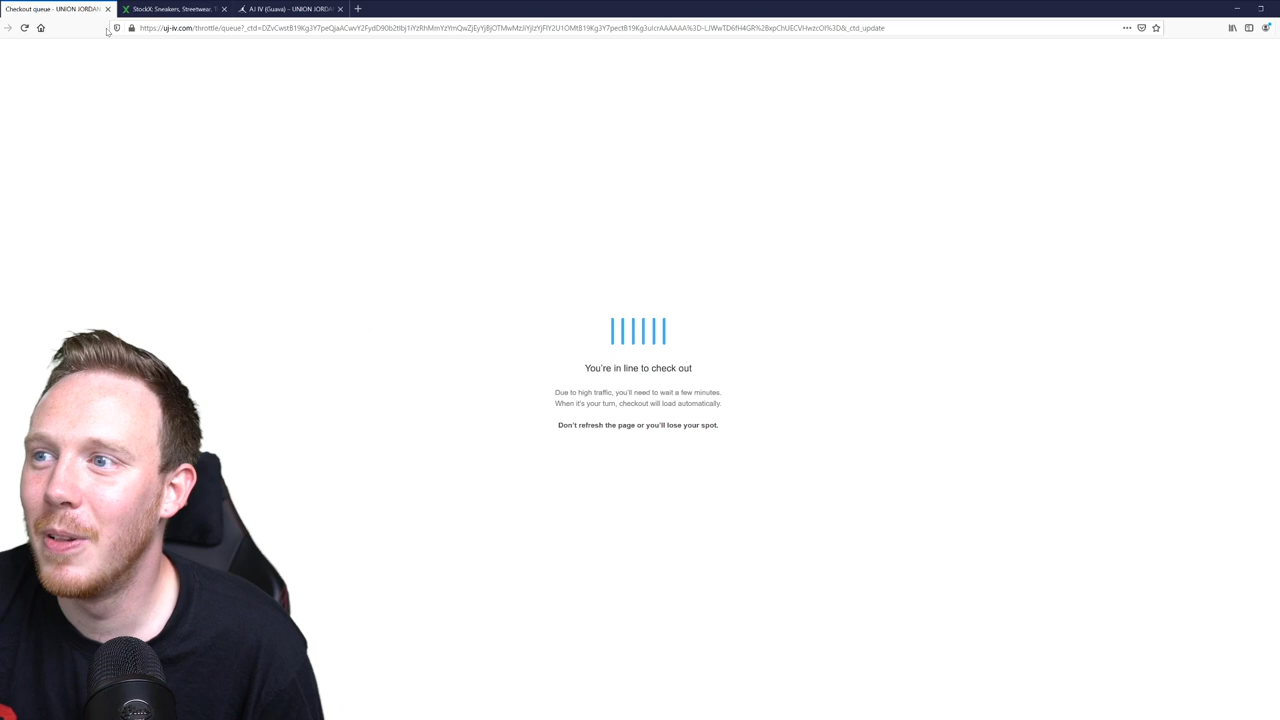 Checkout queue - UNION JORDAN
StockX: Sneakers, Streetwear, T
AJ IV (Guava) – UNION JORDAN
You're in line to check out
Due to high traffic, you'll need to wait a few minutes.
When it's your turn, checkout will load automatically.
Don't refresh the page or you'll lose your spot.